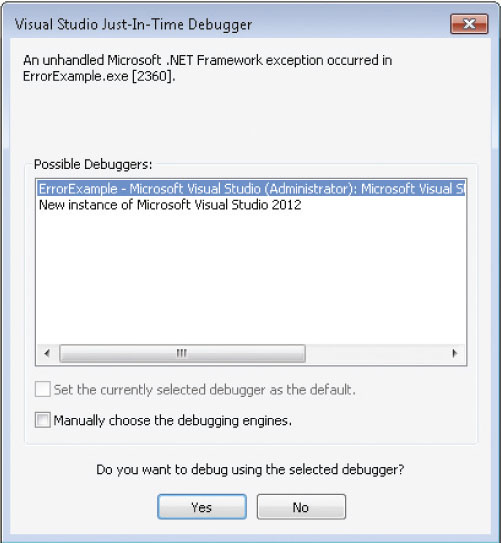 Visual Studio Just-In-Time Debugger
An unhandled Microsoft .NET Framework exception occurred in
ErrorExample.exe [2360].
Possible Debuggers:
ErrorExample - Microsoft Visual Studio (Administrator): Microsoft Visual S
New instance of Microsoft Visual Studio 2012
Set the currently selected debugger as the default.
Manually choose the debugging engines.
Do you want to debug using the selected debugger?
Yes No